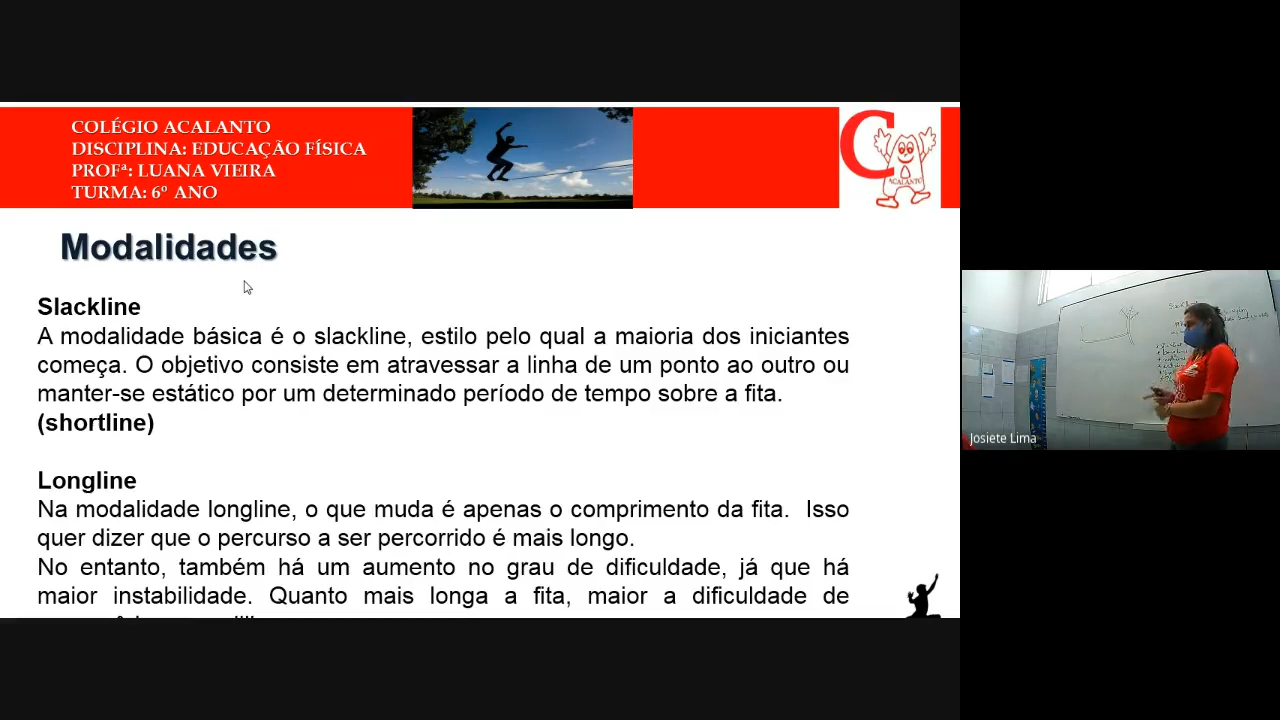 COLÉGIO ACALANTO
DISCIPLINA: EDUCAÇÃO FÍSICA
PROFª: LUANA VIEIRA
TURMA: 6º ANO
C
ACALANTO
Modalidades
Slackline
A modalidade básica é o slackline, estilo pelo qual a maioria dos iniciantes
começa. O objetivo consiste em atravessar a linha de um ponto ao outro ou
manter-se estático por um determinado período de tempo sobre a fita.
(shortline)
Longline
Na modalidade longline, o que muda é apenas o comprimento da fita. Isso
quer dizer que o percurso a ser percorrido é mais longo.
No entanto, também há um aumento no grau de dificuldade, já que há
maior instabilidade. Quanto mais longa a fita, maior a dificuldade de
Josiete Lima